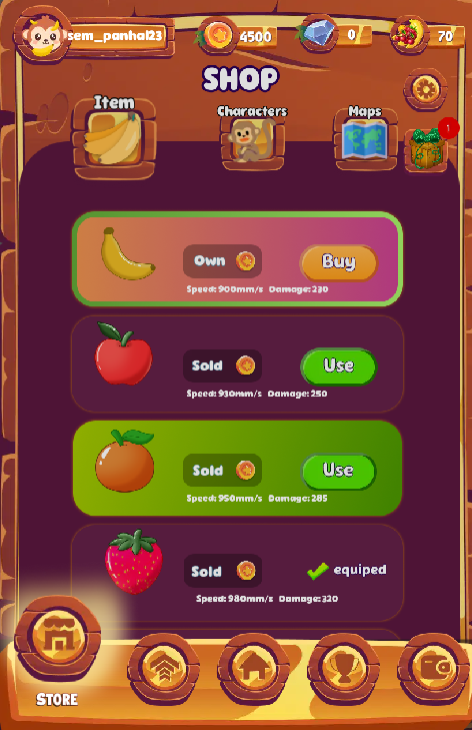 sem_panha123
4500
0
70
SHOP
Item
Characters
Maps
1
Own
Buy
Speed: 900mm/s Damage: 230
Sold
Use
Speed: 930mm/s Damage: 250
Sold
Use
Speed: 950mm/s Damage: 285
Sold
equiped
Speed: 980mm/s Damage: 320
STORE